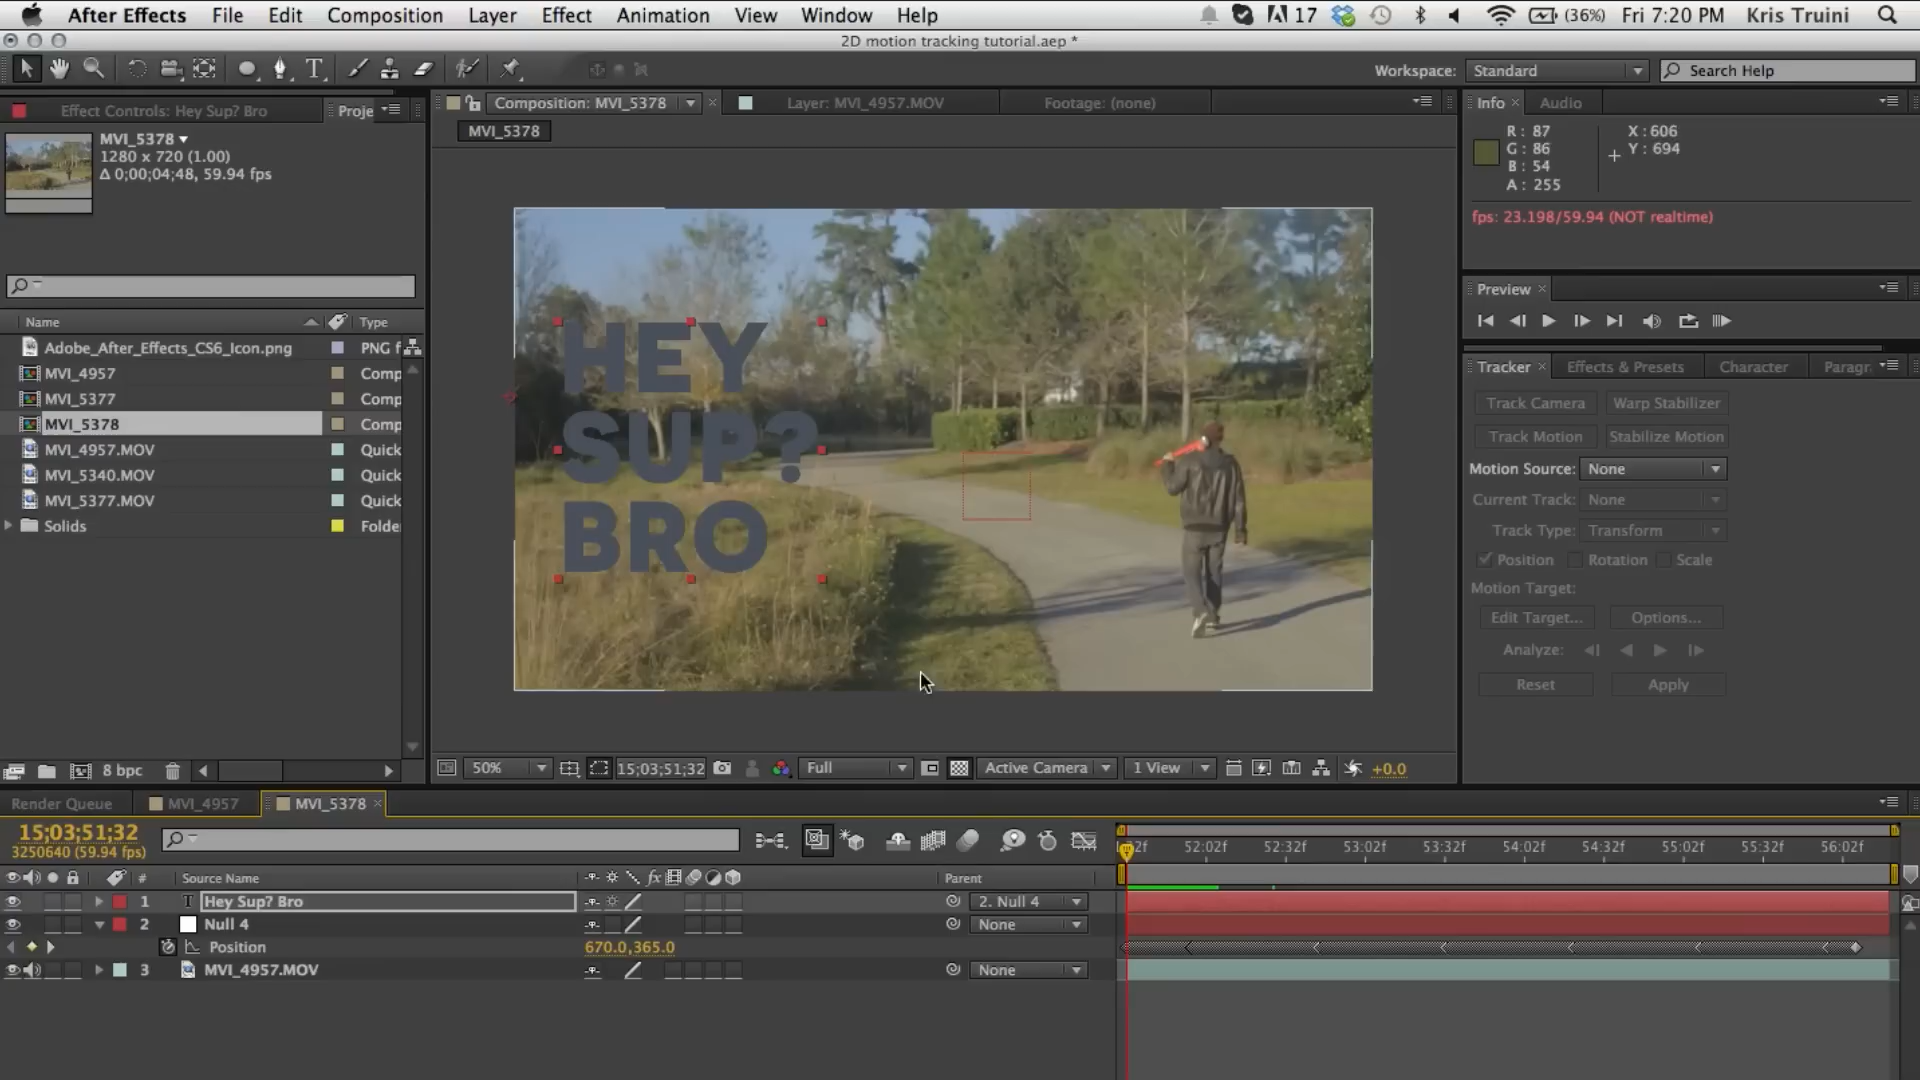 After Effects File Edit Composition Layer Effect Animation View Window Help 17 (36%) Fri 7:20 PM Kris Truini
2D motion tracking tutorial.aep *
Workspace: Standard Search Help
Effect Controls: Hey Sup? Bro Proje
Composition: MVI_5378 Layer: MVI_4957.MOV Footage: (none)
Info Audio
MVI_5378
1280 x 720 (1.00)
Δ 0;00;04;48, 59.94 fps
MVI_5378
R: 87
G: 86
B: 54
A: 255
X: 606
Y: 694
fps: 23.198/59.94 (NOT realtime)
Preview
Name Type
Adobe_After_Effects_CS6_Icon.png PNG f
MVI_4957 Comp
MVI_5377 Comp
MVI_5378 Comp
MVI_4957.MOV Quick
MVI_5340.MOV Quick
MVI_5377.MOV Quick
Solids Folde
HEY
SUP?
BRO
Tracker Effects & Presets Character Paragr
Track Camera Warp Stabilizer
Track Motion Stabilize Motion
Motion Source: None
Current Track: None
Track Type: Transform
Position Rotation Scale
Motion Target:
Edit Target... Options...
Analyze:
Reset Apply
8 bpc
50% 15;03;51;32 Full Active Camera 1 View +0.0
Render Queue MVI_4957 MVI_5378
15;03;51;32
3250640 (59.94 fps)
52:02f 52:32f 53:02f 53:32f 54:02f 54:32f 55:02f 55:32f 56:02f
# Source Name fx Parent
1 T Hey Sup? Bro 2. Null 4
2 Null 4 None
Position 670.0,365.0
3 MVI_4957.MOV None